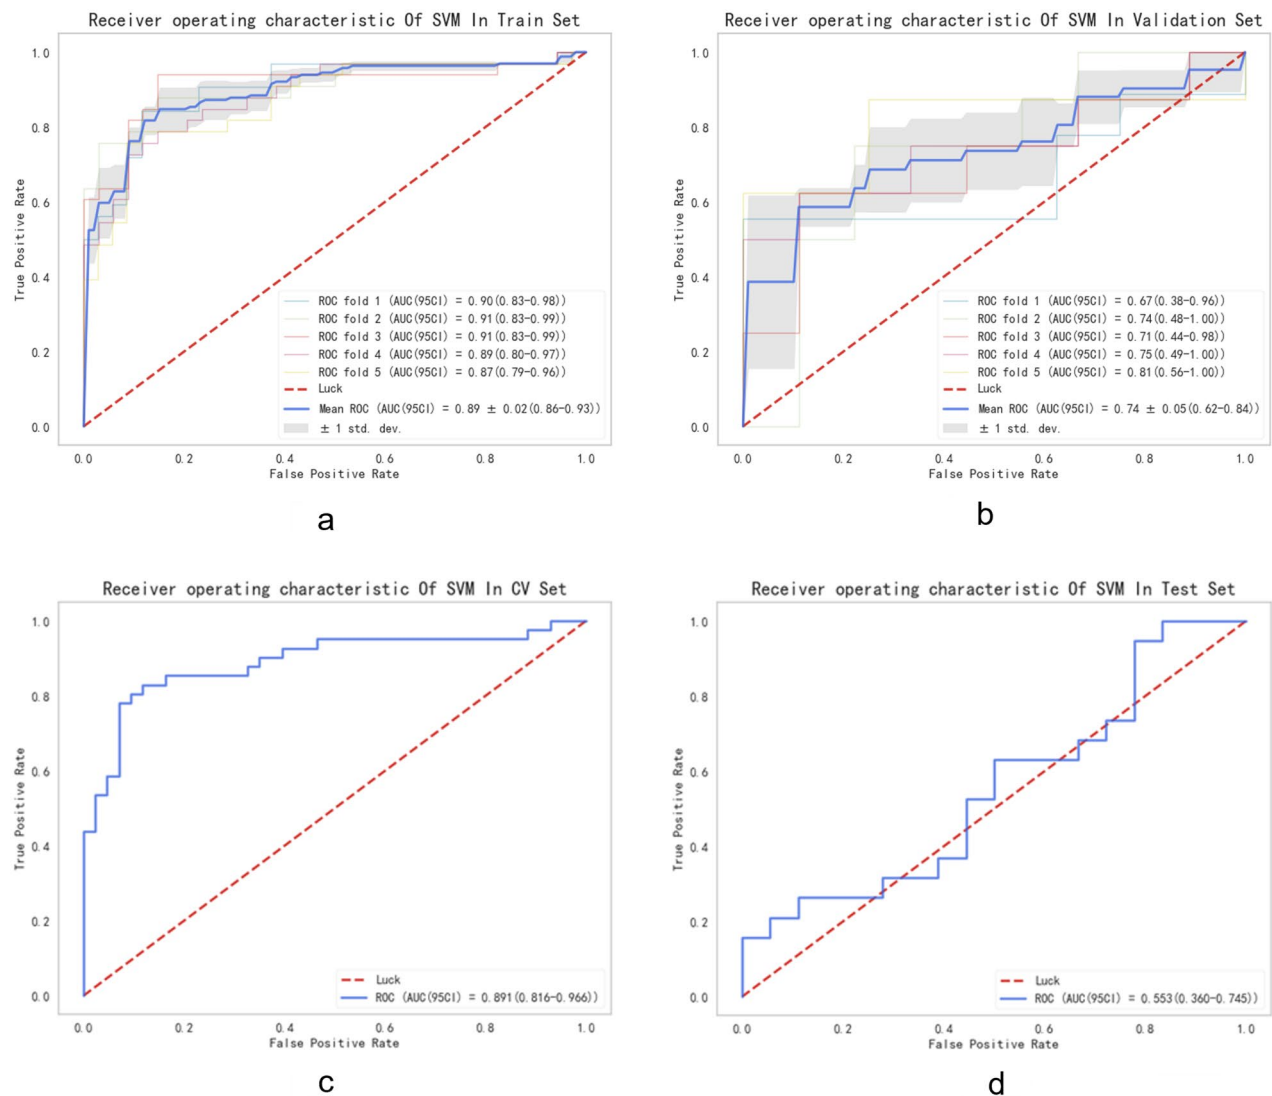 Receiver operating characteristic Of SVM In Train Set
True Positive Rate
1.0
0.8
0.6
0.4
0.2
0.0
ROC fold 1 (AUC(95CI) = 0.90(0.83-0.98))
ROC fold 2 (AUC(95CI) = 0.91(0.83-0.99))
ROC fold 3 (AUC(95CI) = 0.91(0.83-0.99))
ROC fold 4 (AUC(95CI) = 0.89(0.80-0.97))
ROC fold 5 (AUC(95CI) = 0.87(0.79-0.96))
Luck
Mean ROC (AUC(95CI) = 0.89 ± 0.02(0.86-0.93))
± 1 std. dev.
0.0 0.2 0.4 0.6 0.8 1.0
False Positive Rate
a
Receiver operating characteristic Of SVM In Validation Set
True Positive Rate
1.0
0.8
0.6
0.4
0.2
0.0
ROC fold 1 (AUC(95CI) = 0.67(0.38-0.96))
ROC fold 2 (AUC(95CI) = 0.74(0.48-1.00))
ROC fold 3 (AUC(95CI) = 0.71(0.44-0.98))
ROC fold 4 (AUC(95CI) = 0.75(0.49-1.00))
ROC fold 5 (AUC(95CI) = 0.81(0.56-1.00))
Luck
Mean ROC (AUC(95CI) = 0.74 ± 0.05(0.62-0.84))
± 1 std. dev.
0.0 0.2 0.4 0.6 0.8 1.0
False Positive Rate
b
Receiver operating characteristic Of SVM In CV Set
True Positive Rate
1.0
0.8
0.6
0.4
0.2
0.0
Luck
ROC (AUC(95CI) = 0.891(0.816-0.966))
0.0 0.2 0.4 0.6 0.8 1.0
False Positive Rate
c
Receiver operating characteristic Of SVM In Test Set
True Positive Rate
1.0
0.8
0.6
0.4
0.2
0.0
Luck
ROC (AUC(95CI) = 0.553(0.360-0.745))
0.0 0.2 0.4 0.6 0.8 1.0
False Positive Rate
d